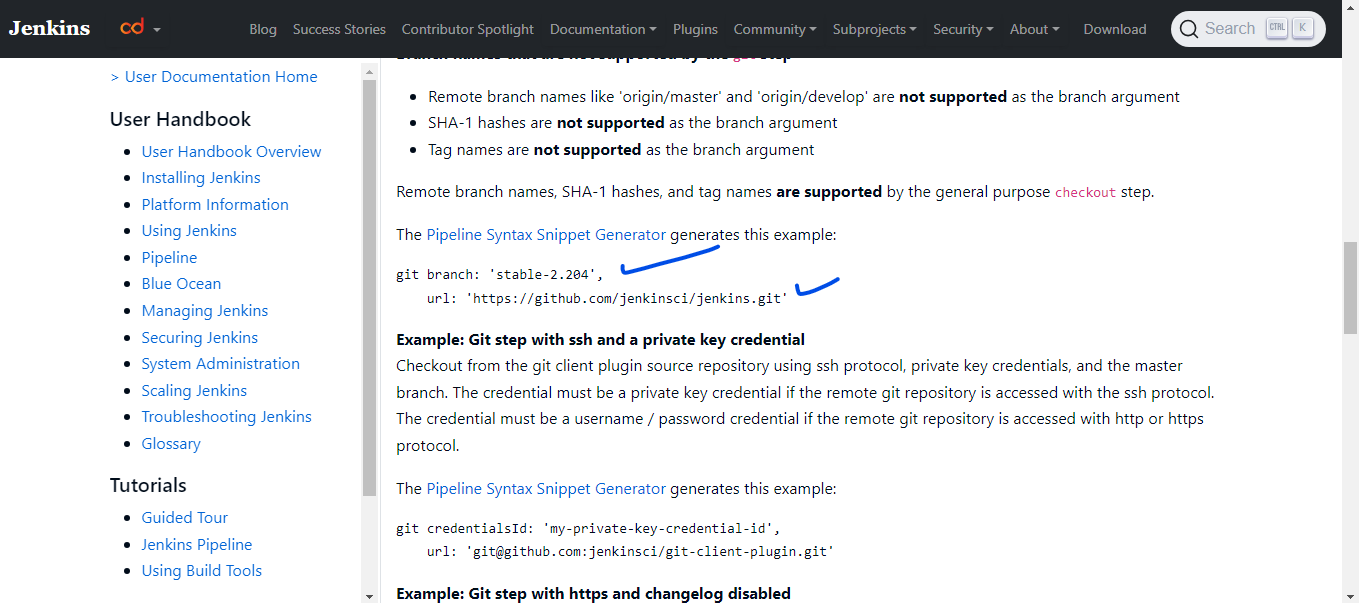 Jenkins
cd
Blog
Success Stories
Contributor Spotlight
Documentation
Plugins
Community
Subprojects
Security
About
Download
Search
CTRL
K
> User Documentation Home
User Handbook
User Handbook Overview
Installing Jenkins
Platform Information
Using Jenkins
Pipeline
Blue Ocean
Managing Jenkins
Securing Jenkins
System Administration
Scaling Jenkins
Troubleshooting Jenkins
Glossary
Tutorials
Guided Tour
Jenkins Pipeline
Using Build Tools
Branch names that are not supported by the git step
Remote branch names like 'origin/master' and 'origin/develop' are not supported as the branch argument
SHA-1 hashes are not supported as the branch argument
Tag names are not supported as the branch argument
Remote branch names, SHA-1 hashes, and tag names are supported by the general purpose checkout step.
The Pipeline Syntax Snippet Generator generates this example:
git branch: 'stable-2.204',
url: 'https://github.com/jenkinsci/jenkins.git'
Example: Git step with ssh and a private key credential
Checkout from the git client plugin source repository using ssh protocol, private key credentials, and the master
branch. The credential must be a private key credential if the remote git repository is accessed with the ssh protocol.
The credential must be a username / password credential if the remote git repository is accessed with http or https
protocol.
The Pipeline Syntax Snippet Generator generates this example:
git credentialsId: 'my-private-key-credential-id',
url: 'git@github.com:jenkinsci/git-client-plugin.git'
Example: Git step with https and changelog disabled